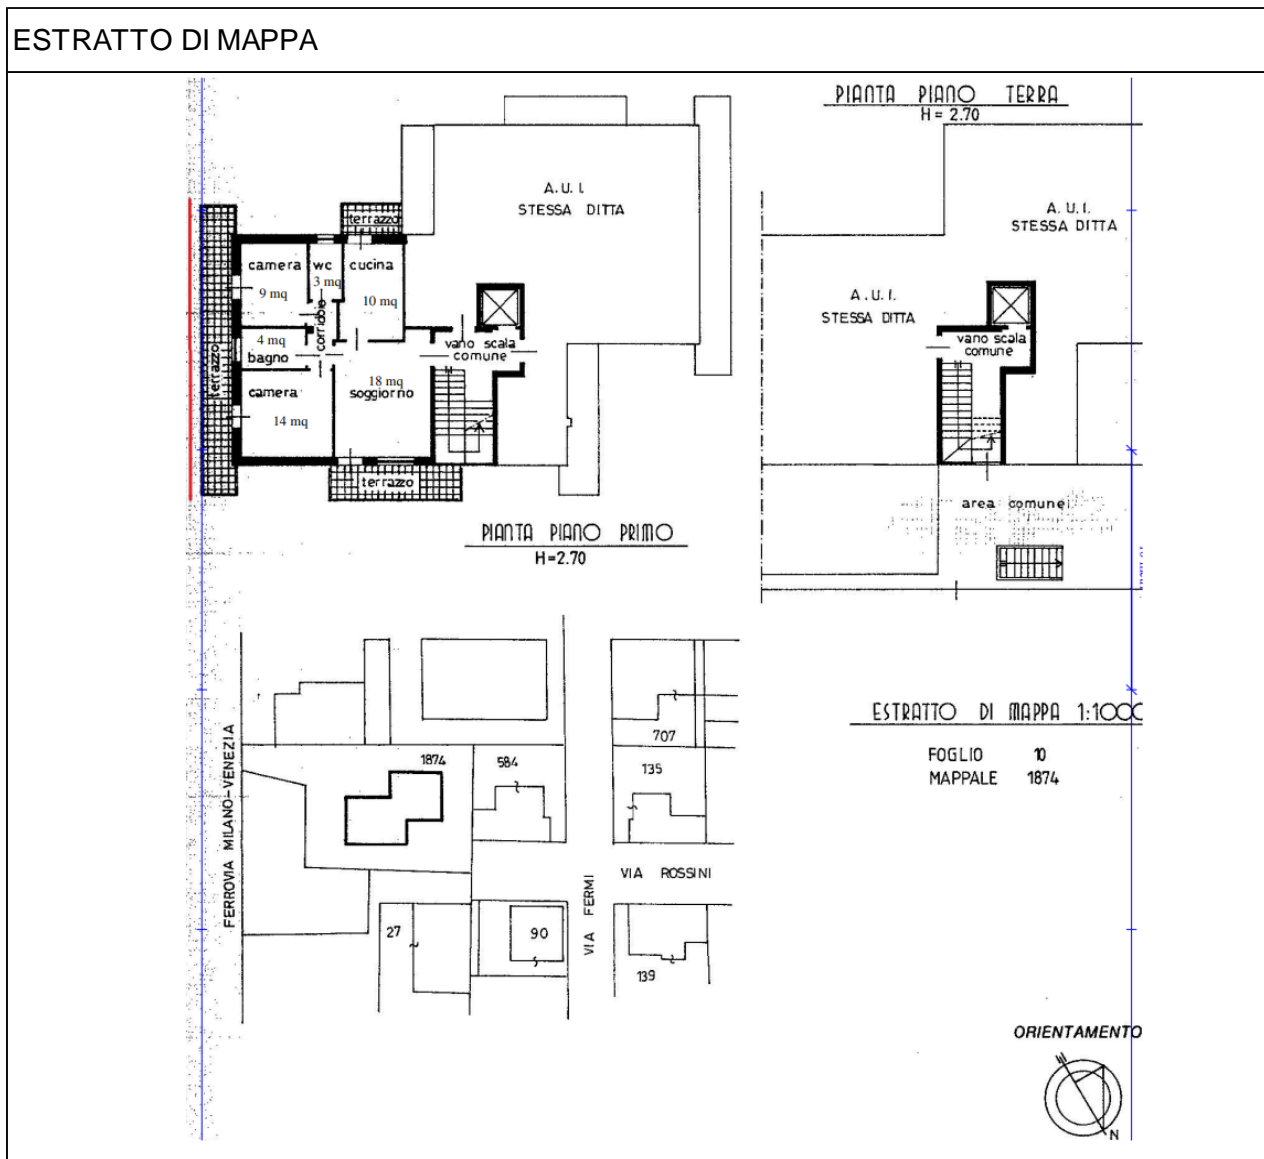 ESTRATTO DI MAPPA
PIANTA PIANO TERRA
H= 2.70
A.U.I.
STESSA DITTA
A.U.I.
STESSA DITTA
terrazzo
camera
9 mq
wc
3 mq
cucina
10 mq
A.U.I.
STESSA DITTA
corridoio
4 mq
bagno
vano scala
comune
vano scala
comune
terrazzo
camera
14 mq
18 mq
soggiorno
terrazzo
area comune
PIANTA PIANO PRIMO
H=2.70
ESTRATTO DI MAPPA 1:1000
FOGLIO 10
MAPPALE 1874
707
1874
584
135
FERROVIA MILANO-VENEZIA
VIA ROSSINI
VIA FERMI
27
90
139
ORIENTAMENTO
N